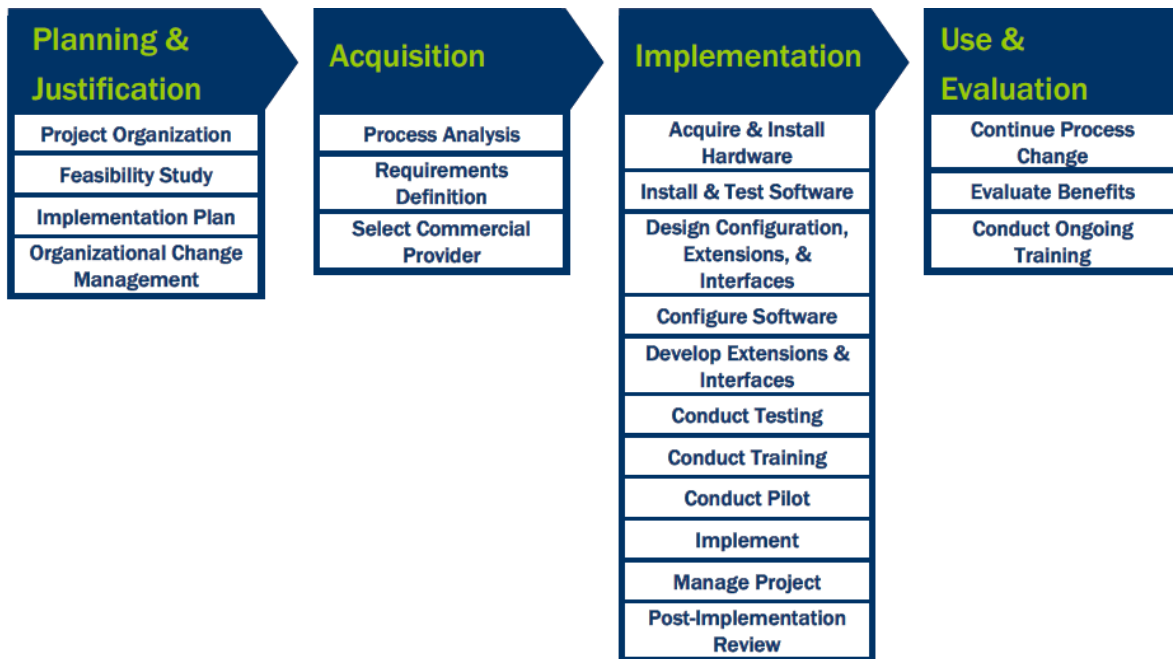 Planning &
Justification
Project Organization
Feasibility Study
Implementation Plan
Organizational Change
Management
Acquisition
Process Analysis
Requirements
Definition
Select Commercial
Provider
Implementation
Acquire & Install
Hardware
Install & Test Software
Design Configuration,
Extensions, &
Interfaces
Configure Software
Develop Extensions &
Interfaces
Conduct Testing
Conduct Training
Conduct Pilot
Implement
Manage Project
Post-Implementation
Review
Use &
Evaluation
Continue Process
Change
Evaluate Benefits
Conduct Ongoing
Training